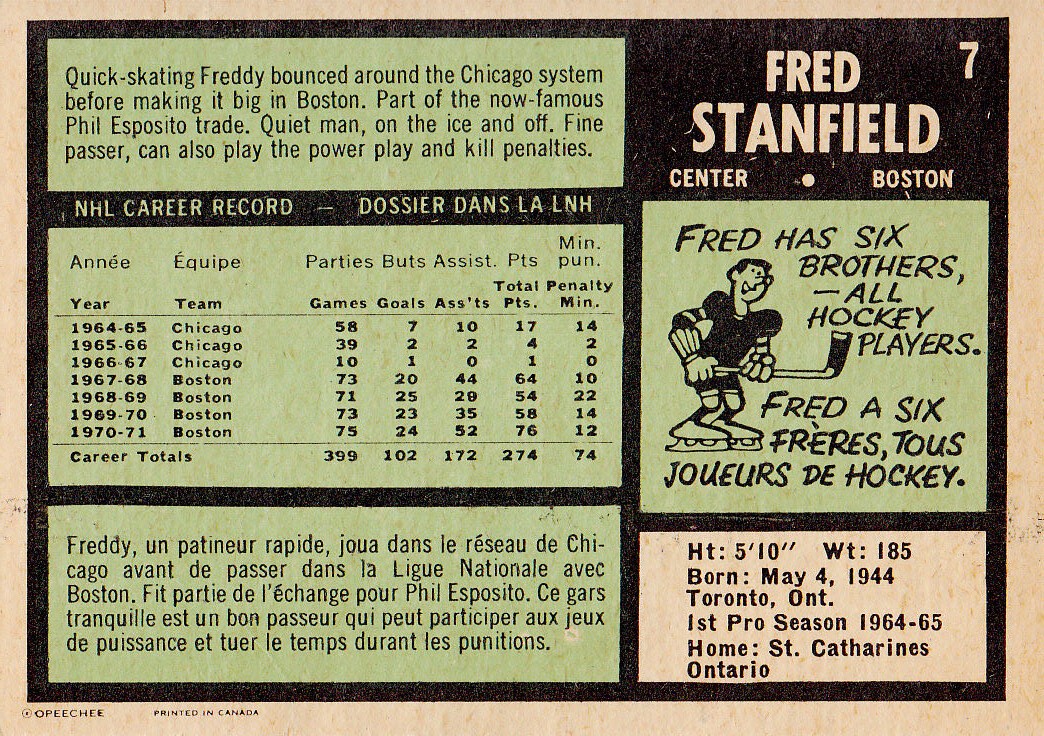 7
FRED
STANFIELD
CENTER • BOSTON
Quick-skating Freddy bounced around the Chicago system
before making it big in Boston. Part of the now-famous
Phil Esposito trade. Quiet man, on the ice and off. Fine
passer, can also play the power play and kill penalties.
NHL CAREER RECORD — DOSSIER DANS LA LNH
Année Équipe Parties Buts Assist. Pts Min. pun.
Year Team Games Goals Ass'ts Total Pts. Penalty Min.
1964-65 Chicago 58 7 10 17 14
1965-66 Chicago 39 2 2 4 2
1966-67 Chicago 10 1 0 1 0
1967-68 Boston 73 20 44 64 10
1968-69 Boston 71 25 29 54 22
1969-70 Boston 73 23 35 58 14
1970-71 Boston 75 24 52 76 12
Career Totals 399 102 172 274 74
Freddy, un patineur rapide, joua dans le réseau de Chi-
cago avant de passer dans la Ligue Nationale avec
Boston. Fit partie de l'échange pour Phil Esposito. Ce gars
tranquille est un bon passeur qui peut participer aux jeux
de puissance et tuer le temps durant les punitions.
FRED HAS SIX
BROTHERS,
—ALL
HOCKEY
PLAYERS.
FRED A SIX
FRÈRES, TOUS
JOUEURS DE HOCKEY.
Ht: 5'10" Wt: 185
Born: May 4, 1944
Toronto, Ont.
1st Pro Season 1964-65
Home: St. Catharines
Ontario
© OPEECHEE PRINTED IN CANADA